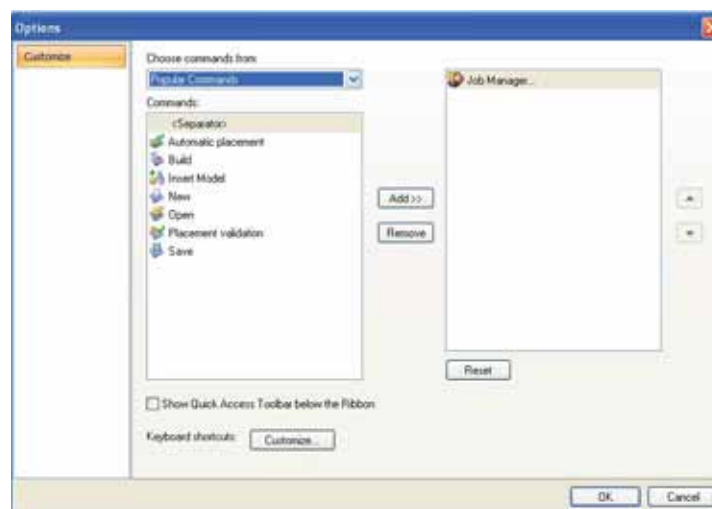 Options
Customize
Choose commands from
Popular Commands
Commands:
<Separator>
Automatic placement
Build
Insert Model
New
Open
Placement validation
Save
Add >>
Remove
Job Manager...
Reset
Show Quick Access Toolbar below the Ribbon
Keyboard shortcuts:
Customize...
OK
Cancel